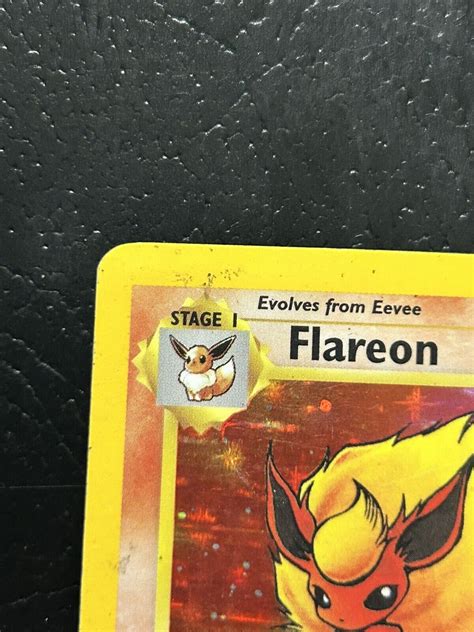 Evolves from Eevee
STAGE 1
Flareon